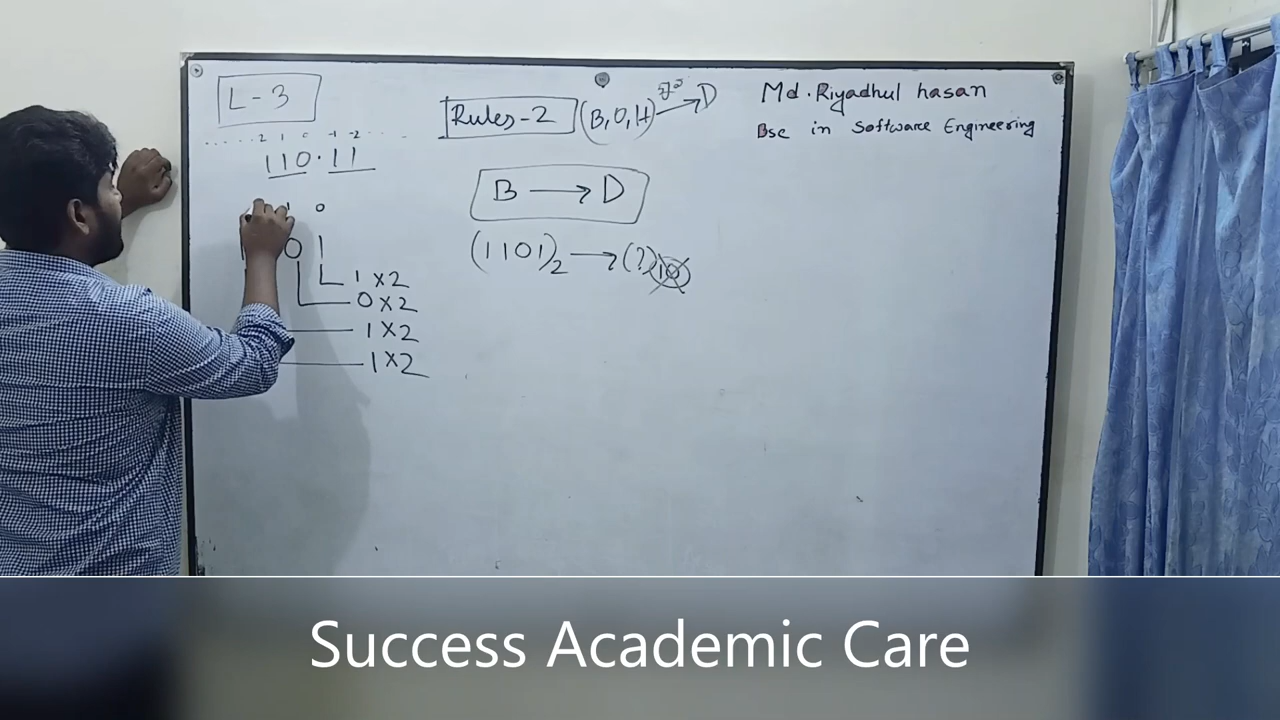 L-3
..... 2 1 0 -1 -2 .....
110.11
1 0
0 1
1×2
0×2
1×2
1×2
Rules-2 (B,O,H) থেকে → D
B → D
(1101)2 → (?)10
Md. Riyadhul hasan
Bsc in Software Engineering
Success Academic Care